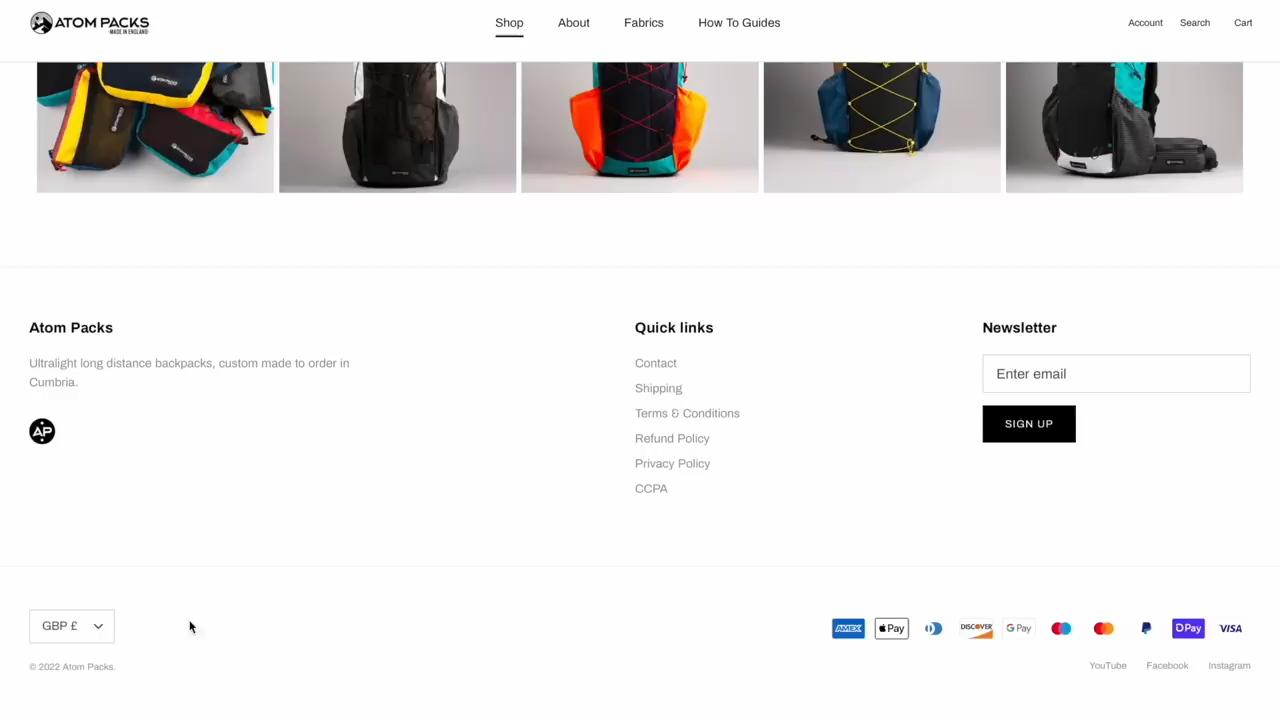 ATOM PACKS
·MADE IN ENGLAND·
Shop
About
Fabrics
How To Guides
Account
Search
Cart
Atom Packs
Ultralight long distance backpacks, custom made to order in
Cumbria.
AP
Quick links
Contact
Shipping
Terms & Conditions
Refund Policy
Privacy Policy
CCPA
Newsletter
Enter email
SIGN UP
GBP £
AMEX
Pay
DISCOVER
G Pay
Pay
VISA
© 2022 Atom Packs.
YouTube
Facebook
Instagram